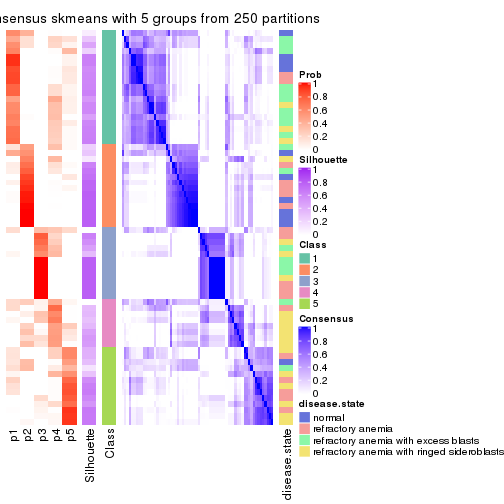 nsensus skmeans with 5 groups from 250 partitions
Prob
1
0.8
0.6
0.4
0.2
0
Silhouette
1
0.8
0.6
0.4
0.2
0
Class
1
2
3
4
5
Consensus
1
0.8
0.6
0.4
0.2
0
disease.state
normal
refractory anemia
refractory anemia with excess blasts
refractory anemia with ringed sideroblasts
p1
p2
p3
p4
p5
Silhouette
Class
disease.state